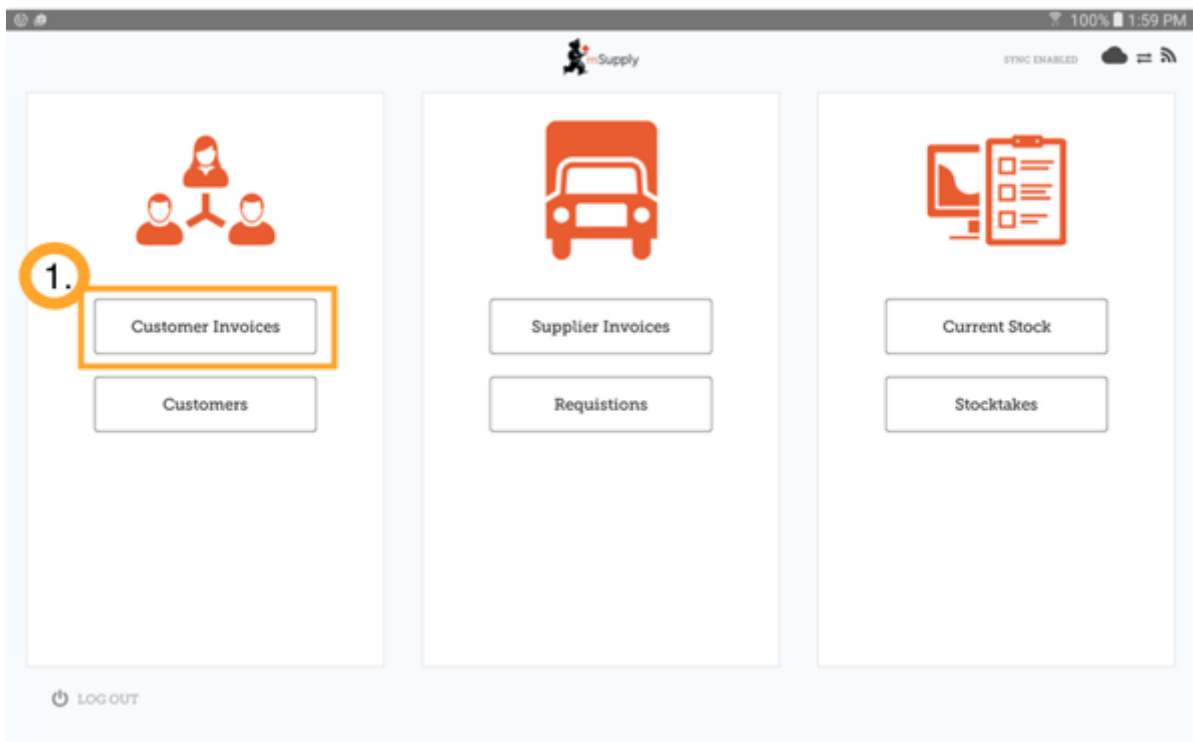 100% 1:59 PM
mSupply
SYNC ENABLED
1.
Customer Invoices
Supplier Invoices
Current Stock
Customers
Requistions
Stocktakes
LOG OUT